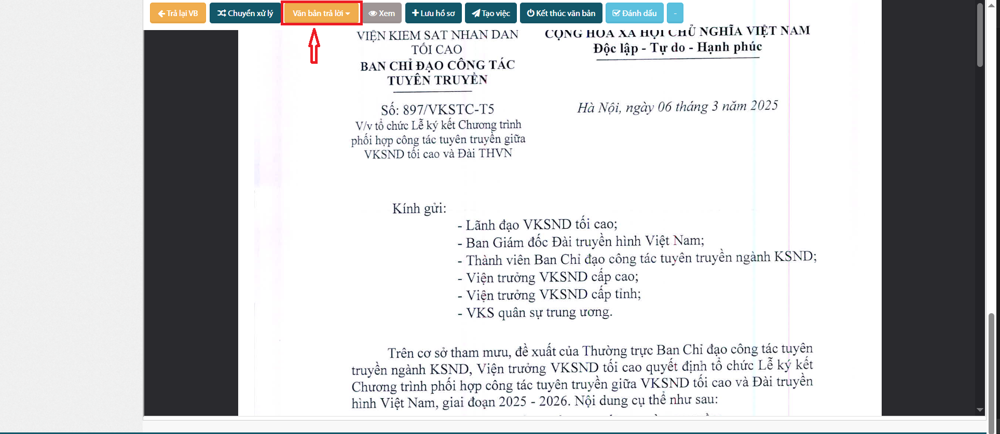 Trả lại VB Chuyển xử lý Văn bản trả lời Xem Lưu hồ sơ Tạo việc Kết thúc văn bản Đánh dấu -
VIỆN KIỂM SÁT NHÂN DÂN
TỐI CAO
BAN CHỈ ĐẠO CÔNG TÁC
TUYÊN TRUYỀN
CỘNG HÒA XÃ HỘI CHỦ NGHĨA VIỆT NAM
Độc lập - Tự do - Hạnh phúc
Số: 897/VKSTC-T5
V/v tổ chức Lễ ký kết Chương trình
phối hợp công tác tuyên truyền giữa
VKSND tối cao và Đài THVN
Hà Nội, ngày 06 tháng 3 năm 2025
Kính gửi:
- Lãnh đạo VKSND tối cao;
- Ban Giám đốc Đài truyền hình Việt Nam;
- Thành viên Ban Chỉ đạo công tác tuyên truyền ngành KSND;
- Viện trưởng VKSND cấp cao;
- Viện trưởng VKSND cấp tỉnh;
- VKS quân sự trung ương.
Trên cơ sở tham mưu, đề xuất của Thường trực Ban Chỉ đạo công tác tuyên
truyền ngành KSND, Viện trưởng VKSND tối cao quyết định tổ chức Lễ ký kết
Chương trình phối hợp công tác tuyên truyền giữa VKSND tối cao và Đài truyền
hình Việt Nam, giai đoạn 2025 - 2026. Nội dung cụ thể như sau: